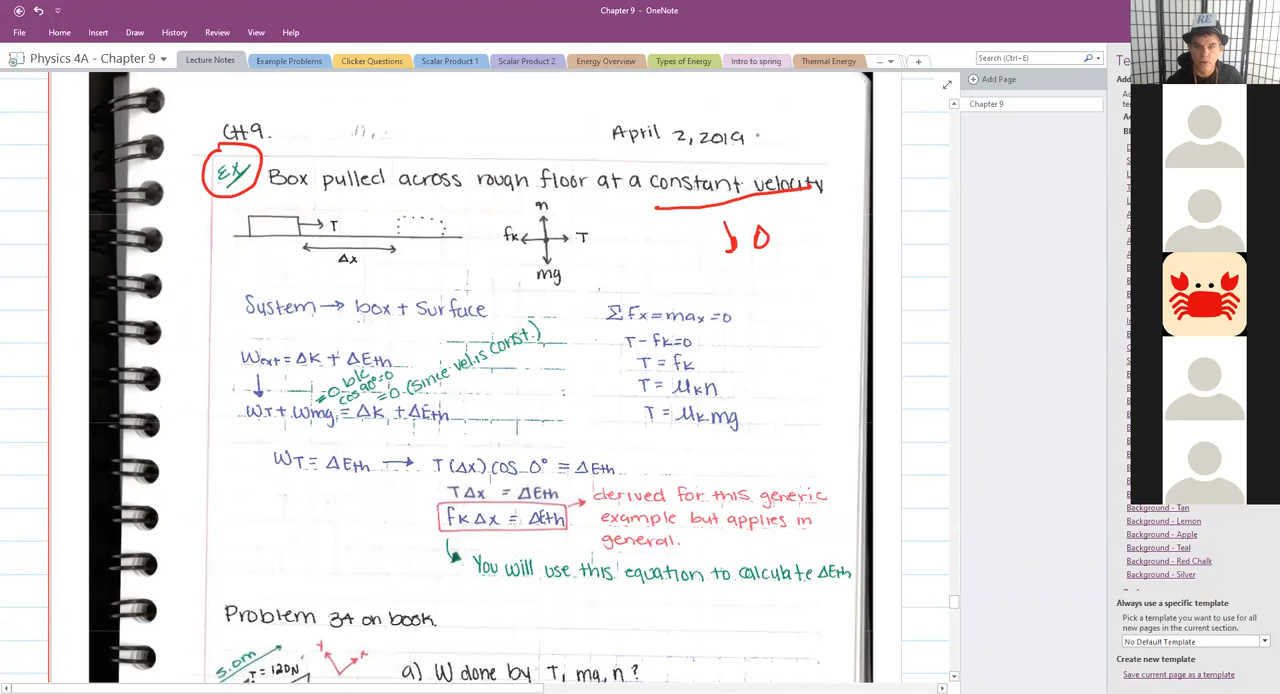 Chapter 9 - OneNote
File Home Insert Draw History Review View Help
Physics 4A - Chapter 9
Lecture Notes Example Problems Clicker Questions Scalar Product 1 Scalar Product 2 Energy Overview Types of Energy Intro to spring Thermal Energy
Search (Ctrl+E)
Add Page
Chapter 9
RE
CH 9.
April 2, 2019
EX Box pulled across rough floor at a constant velocity
T
Δx
n
fk T
mg
0
System → box + Surface
ΣFx = max = 0
T - fk = 0
T = fk
T = μkn
T = μkmg
Wext = ΔK + ΔEth
=0 b/c cos 90° = 0
= 0 (since vel. is const.)
WT + Wmg = ΔK + ΔEth
WT = ΔEth → T(Δx) cos 0° = ΔEth
TΔx = ΔEth
fkΔx = ΔEth
derived for this generic
example but applies in
general.
You will use this equation to calculate ΔEth
Problem 34 on book.
5.0m
T = 120N
y x
a) W done by T, mg, n?
Background - Tan
Background - Lemon
Background - Apple
Background - Teal
Background - Red Chalk
Background - Silver
Always use a specific template
Pick a template you want to use for all
new pages in the current section.
No Default Template
Create new template
Save current page as a template